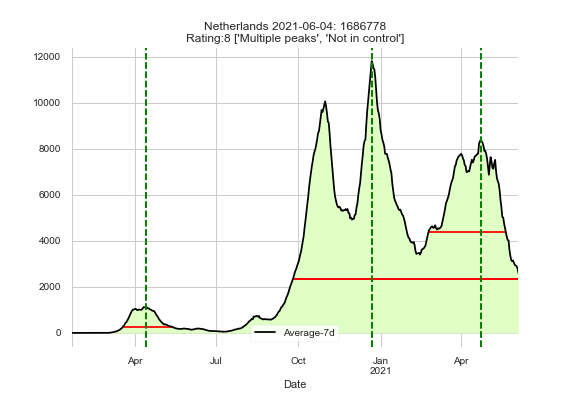 Netherlands 2021-06-04: 1686778
Rating:8 ['Multiple peaks', 'Not in control']
12000
10000
8000
6000
4000
2000
0
Average-7d
Apr
Jul
Oct
Jan
2021
Apr
Date